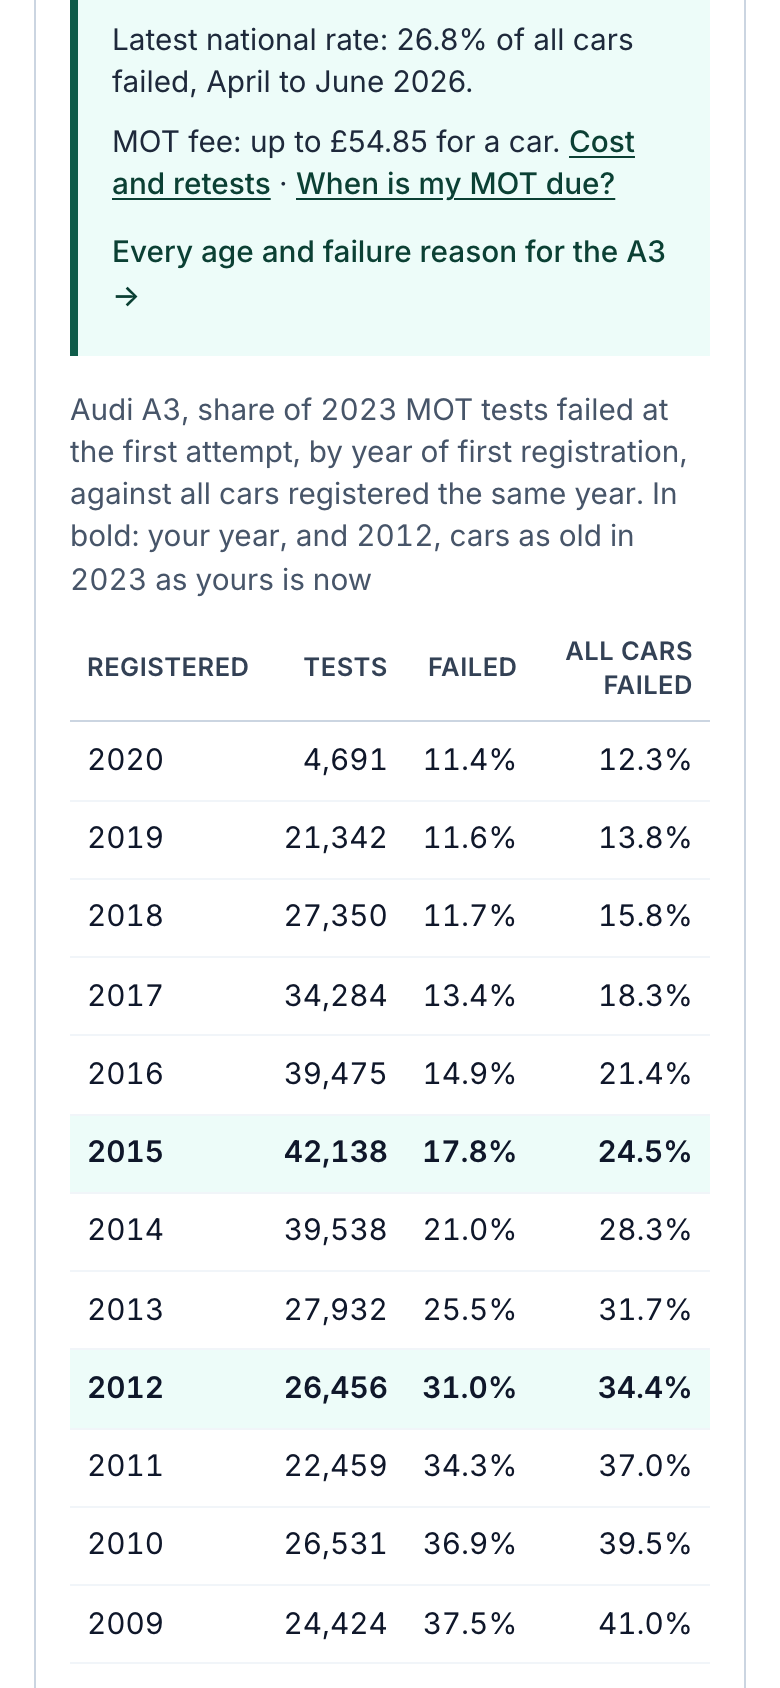 Latest national rate: 26.8% of all cars
failed, April to June 2026.
MOT fee: up to £54.85 for a car. Cost
and retests · When is my MOT due?
Every age and failure reason for the A3
→
Audi A3, share of 2023 MOT tests failed at
the first attempt, by year of first registration,
against all cars registered the same year. In
bold: your year, and 2012, cars as old in
2023 as yours is now
REGISTERED TESTS FAILED ALL CARS FAILED
2020 4,691 11.4% 12.3%
2019 21,342 11.6% 13.8%
2018 27,350 11.7% 15.8%
2017 34,284 13.4% 18.3%
2016 39,475 14.9% 21.4%
2015 42,138 17.8% 24.5%
2014 39,538 21.0% 28.3%
2013 27,932 25.5% 31.7%
2012 26,456 31.0% 34.4%
2011 22,459 34.3% 37.0%
2010 26,531 36.9% 39.5%
2009 24,424 37.5% 41.0%